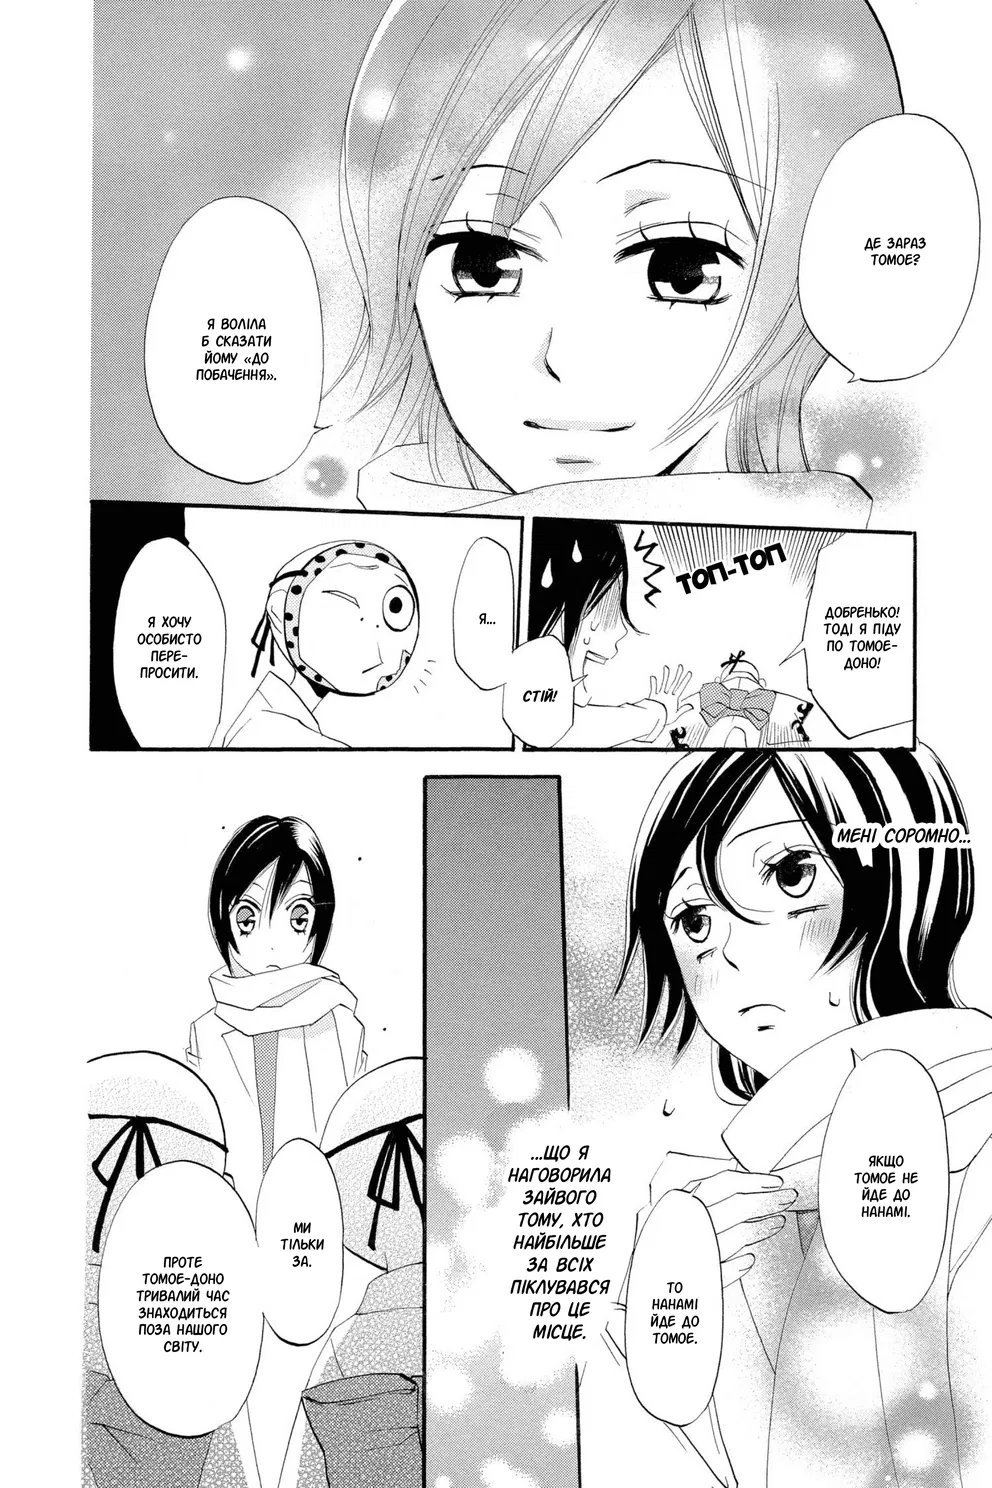 ДЕ ЗАРАЗ
ТОМОЕ?
Я ВОЛІЛА
Б СКАЗАТИ
ЙОМУ «ДО
ПОБАЧЕННЯ».
ДОБРЕНЬКО!
ТОДІ Я ПІДУ
ПО ТОМОЕ-
ДОНО!
ТОП-ТОП
СТІЙ!
Я...
Я ХОЧУ
ОСОБИСТО
ПЕРЕ-
ПРОСИТИ.
МЕНІ СОРОМНО...
ЯКЩО
ТОМОЕ НЕ
ЙДЕ ДО
НАНАМІ.
ТО
НАНАМІ
ЙДЕ ДО
ТОМОЕ.
...ЩО Я
НАГОВОРИЛА
ЗАЙВОГО
ТОМУ, ХТО
НАЙБІЛЬШЕ
ЗА ВСІХ
ПІКЛУВАВСЯ
ПРО ЦЕ
МІСЦЕ.
МИ
ТІЛЬКИ
ЗА.
ПРОТЕ
ТОМОЕ-ДОНО
ТРИВАЛИЙ ЧАС
ЗНАХОДИТЬСЯ
ПОЗА НАШОГО
СВІТУ.